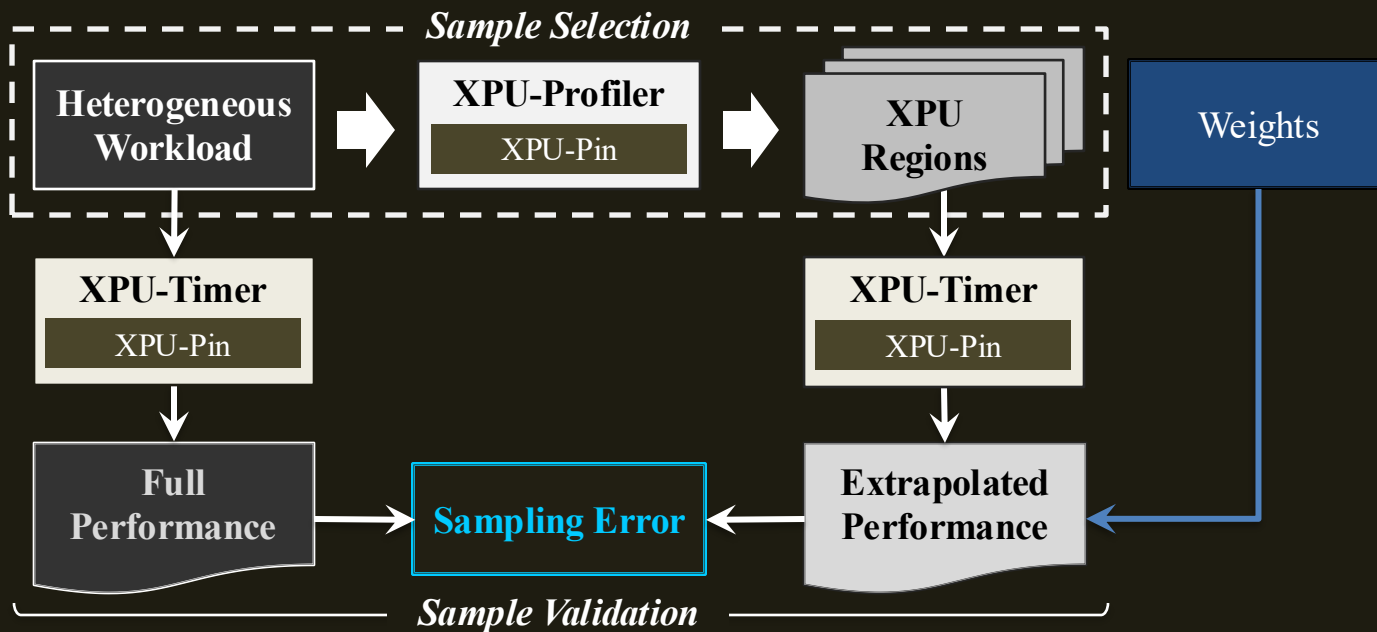 Sample Selection
Heterogeneous
Workload
XPU-Profiler
XPU-Pin
XPU
Regions
Weights
XPU-Timer
XPU-Pin
XPU-Timer
XPU-Pin
Full
Performance
Sampling Error
Extrapolated
Performance
Sample Validation